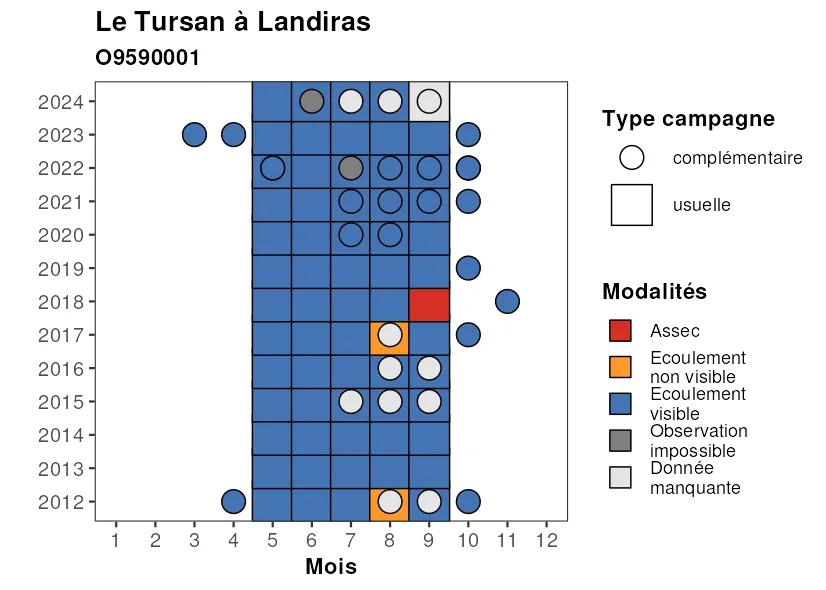 Le Tursan à Landiras
O9590001
2024
2023
2022
2021
2020
2019
2018
2017
2016
2015
2014
2013
2012
1 2 3 4 5 6 7 8 9 10 11 12
Mois
Type campagne
complémentaire
usuelle
Modalités
Assec
Ecoulement
non visible
Ecoulement
visible
Observation
impossible
Donnée
manquante